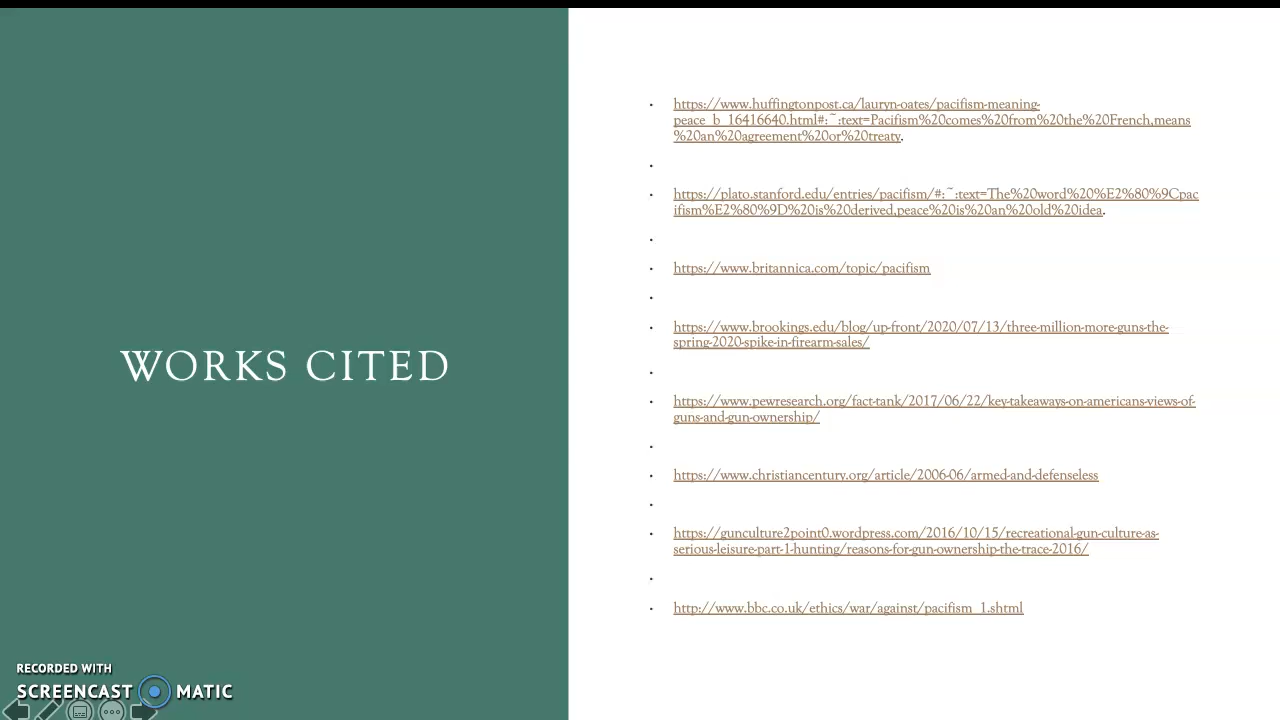 WORKS CITED
https://www.huffingtonpost.ca/lauryn-oates/pacifism-meaning-
peace_b_16416640.html#:~:text=Pacifism%20comes%20from%20the%20French,means
%20an%20agreement%20or%20treaty.
https://plato.stanford.edu/entries/pacifism/#:~:text=The%20word%20%E2%80%9Cpac
ifism%E2%80%9D%20is%20derived,peace%20is%20an%20old%20idea.
https://www.britannica.com/topic/pacifism
https://www.brookings.edu/blog/up-front/2020/07/13/three-million-more-guns-the-
spring-2020-spike-in-firearm-sales/
https://www.pewresearch.org/fact-tank/2017/06/22/key-takeaways-on-americans-views-of-
guns-and-gun-ownership/
https://www.christiancentury.org/article/2006-06/armed-and-defenseless
https://gunculture2point0.wordpress.com/2016/10/15/recreational-gun-culture-as-
serious-leisure-part-1-hunting/reasons-for-gun-ownership-the-trace-2016/
http://www.bbc.co.uk/ethics/war/against/pacifism_1.shtml
RECORDED WITH
SCREENCAST MATIC